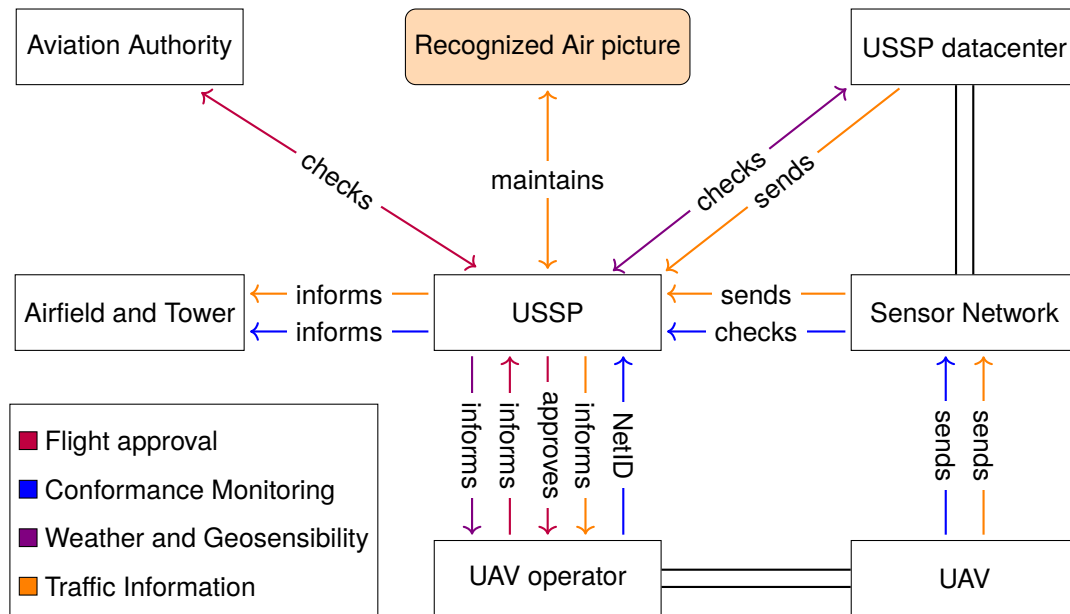 Aviation Authority
Recognized Air picture
USSP datacenter
checks
maintains
checks
sends
Airfield and Tower
informs
informs
USSP
sends
checks
Sensor Network
informs
informs
approves
informs
NetID
sends
sends
Flight approval
Conformance Monitoring
Weather and Geosensibility
Traffic Information
UAV operator
UAV